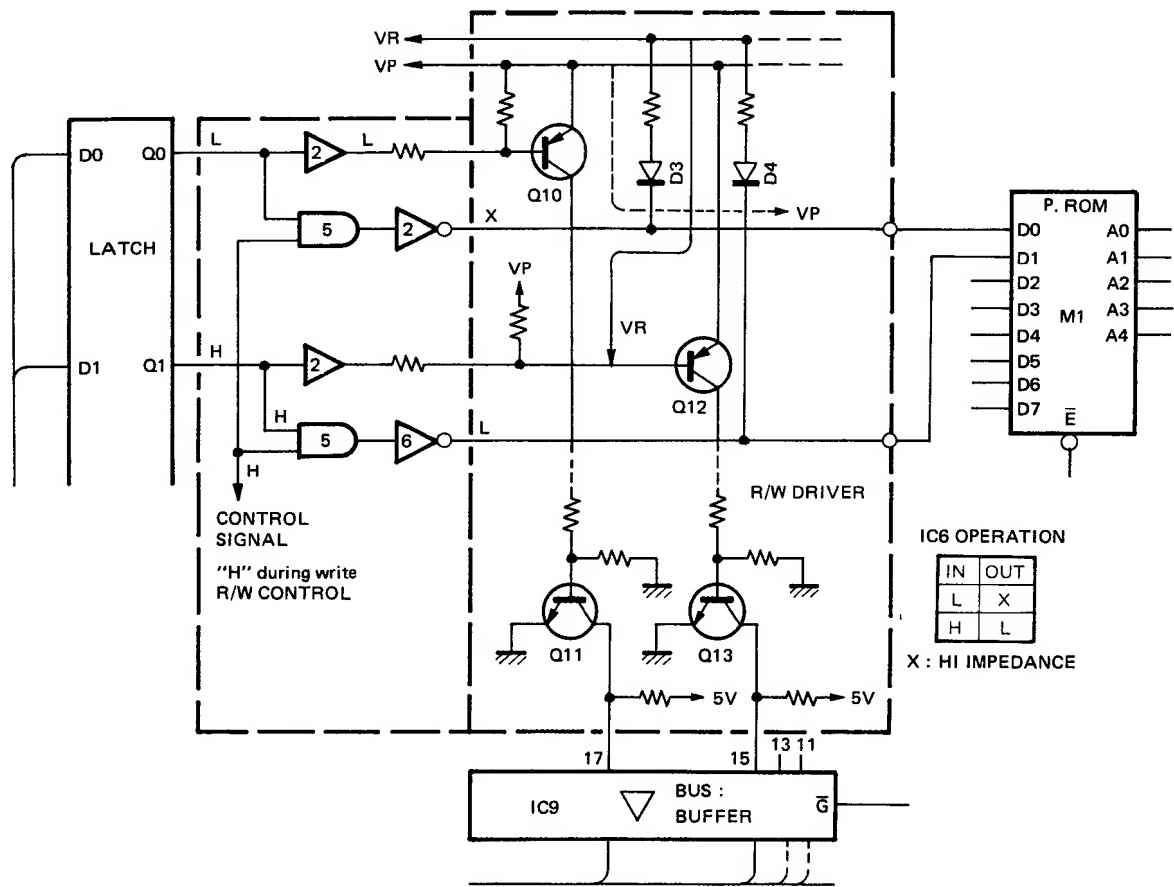 VR
VP
D0 Q0 L 2 L
Q10
D3
D4
LATCH
5 2 X
VP
P. ROM
D0 A0
D1 A1
D2 A2
D3 A3
D4 A4
D5
D6
D7
M1
E
VP
VR
D1 Q1 H 2
Q12
H 5 6 L
H
CONTROL
SIGNAL
"H" during write
R/W CONTROL
R/W DRIVER
IC6 OPERATION
IN OUT
L X
H L
X : HI IMPEDANCE
Q11
Q13
5V
5V
17 15 13 11
IC9
BUS :
BUFFER
G